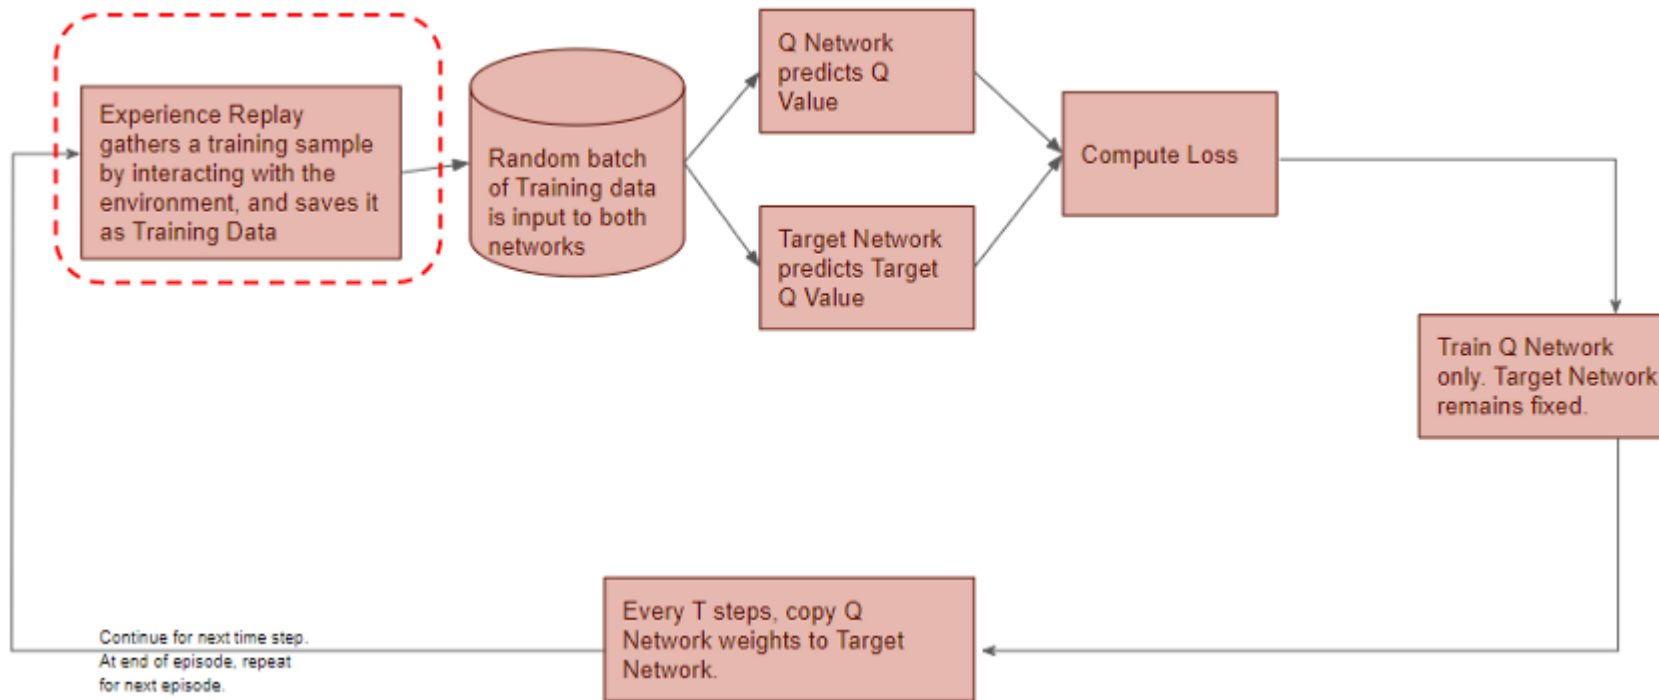 Experience Replay
gathers a training sample
by interacting with the
environment, and saves it
as Training Data
Random batch
of Training data
is input to both
networks
Q Network
predicts Q
Value
Target Network
predicts Target
Q Value
Compute Loss
Train Q Network
only. Target Network
remains fixed.
Every T steps, copy Q
Network weights to Target
Network.
Continue for next time step.
At end of episode, repeat
for next episode.